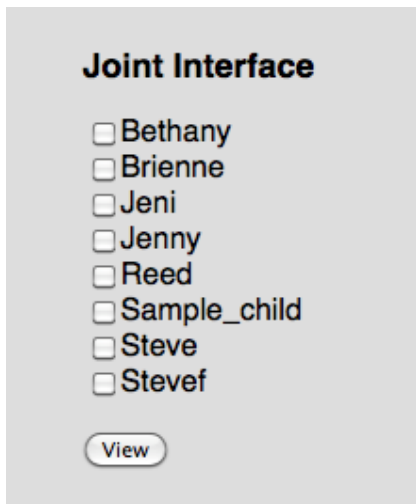 Joint Interface
Bethany
Brienne
Jeni
Jenny
Reed
Sample_child
Steve
Stevef
View